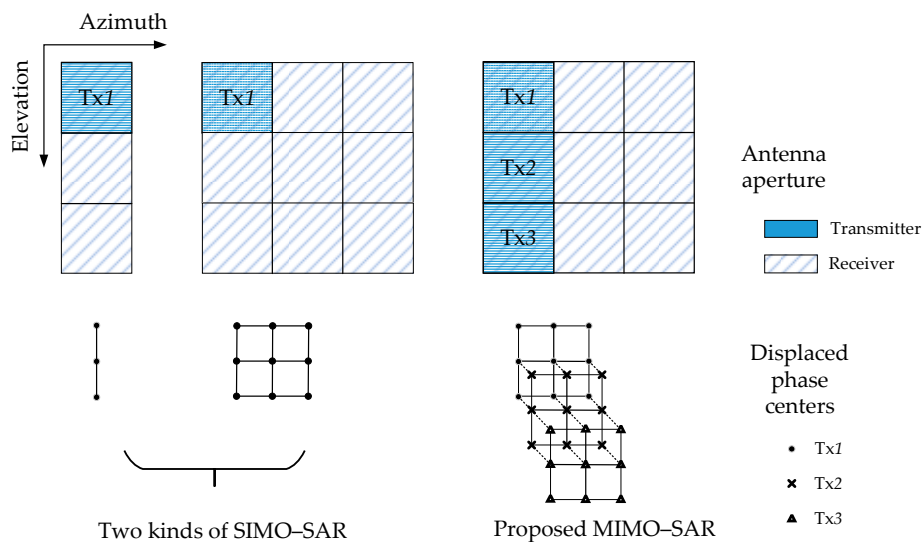 Azimuth
Elevation
Tx1
Tx1
Tx1
Tx2
Tx3
Antenna
aperture
Transmitter
Receiver
Displaced
phase
centers
Tx1
Tx2
Tx3
Two kinds of SIMO–SAR
Proposed MIMO–SAR